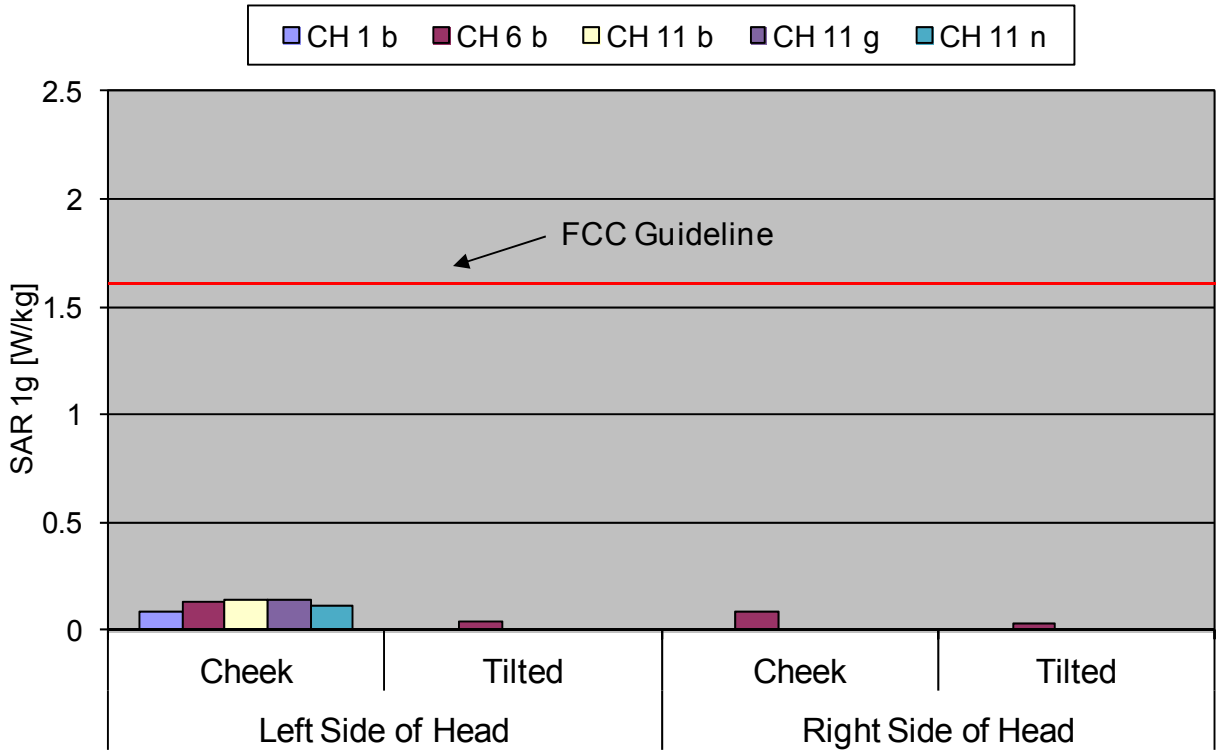 CH 1 b CH 6 b CH 11 b CH 11 g CH 11 n
2.5
2
FCC Guideline
1.5
1
0.5
0
SAR 1g [W/kg]
Cheek Tilted Cheek Tilted
Left Side of Head Right Side of Head